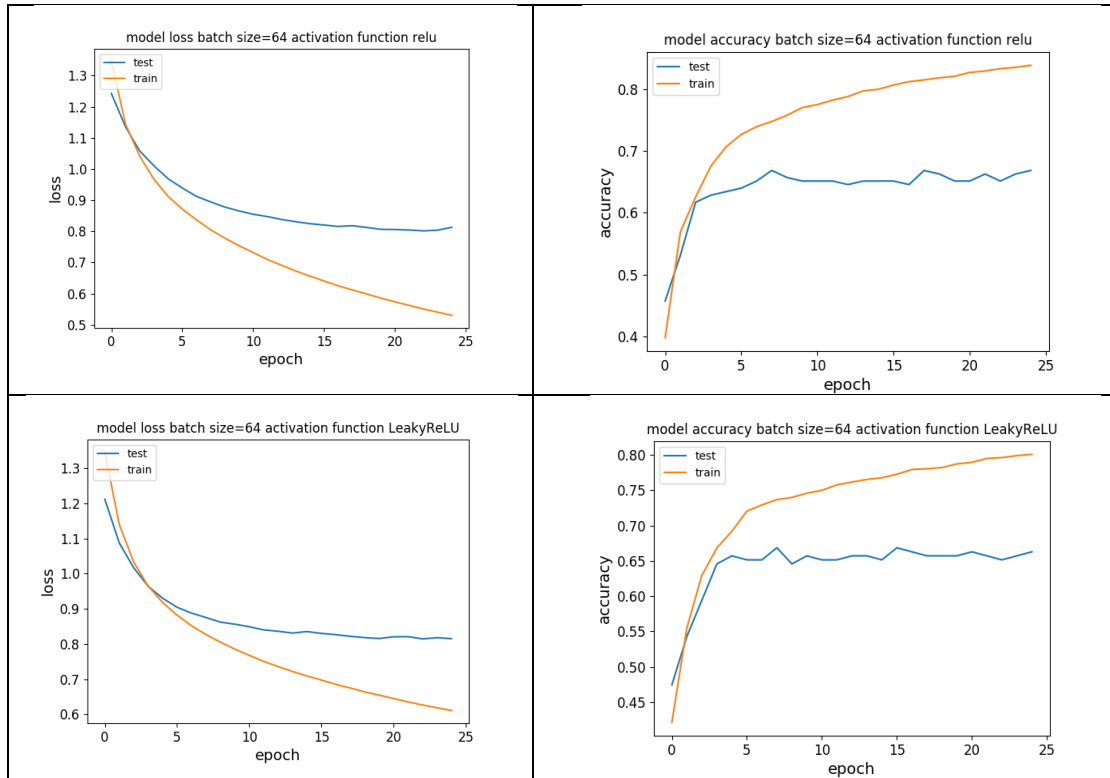 model loss batch size=64 activation function relu
test
train
1.3
1.2
1.1
1.0
0.9
0.8
0.7
0.6
0.5
loss
0 5 10 15 20 25
epoch
model accuracy batch size=64 activation function relu
test
train
0.8
0.7
0.6
0.5
0.4
accuracy
0 5 10 15 20 25
epoch
model loss batch size=64 activation function LeakyReLU
test
train
1.3
1.2
1.1
1.0
0.9
0.8
0.7
0.6
loss
0 5 10 15 20 25
epoch
model accuracy batch size=64 activation function LeakyReLU
test
train
0.80
0.75
0.70
0.65
0.60
0.55
0.50
0.45
accuracy
0 5 10 15 20 25
epoch